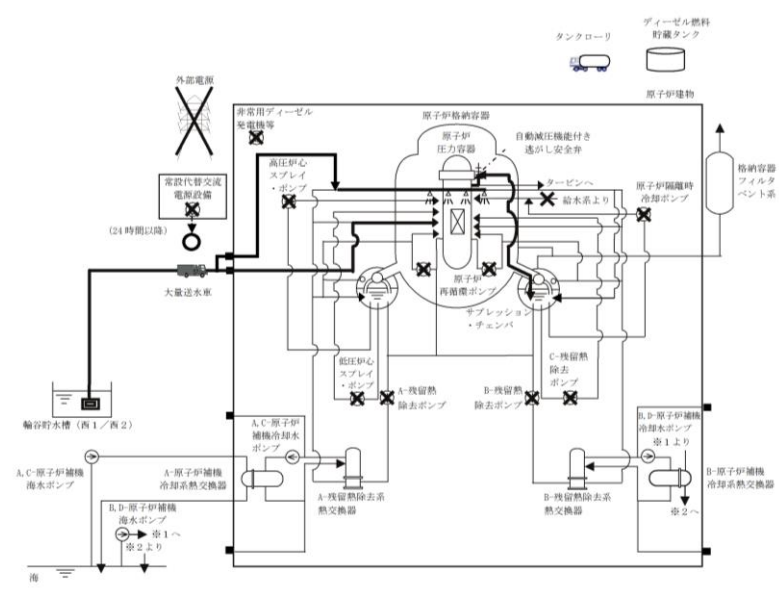 ディーゼル燃料
貯蔵タンク
タンクローリ
原子炉建物
外部電源
非常用ディーゼル
発電機等
原子炉格納容器
原子炉
圧力容器
自動減圧機能付き
逃がし安全弁
高圧炉心
スプレイ
・ポンプ
常設代替交流
電源設備
タービンへ
給水系より
原子炉隔離時
冷却ポンプ
格納容器
フィルタ
ベント系
(24時間以降)
大量送水車
原子炉
再循環ポンプ
サプレッション
・チェンバ
低圧炉心
スプレイ
・ポンプ
A-残留熱
除去ポンプ
B-残留熱
除去ポンプ
C-残留熱
除去
ポンプ
輪谷貯水槽(西1/西2)
A,C-原子炉
補機冷却水
ポンプ
B,D-原子炉補機
冷却水ポンプ
※1より
A,C-原子炉補機
海水ポンプ
A-原子炉補機
冷却系熱交換器
A-残留熱除去系
熱交換器
B-残留熱除去系
熱交換器
B-原子炉補機
冷却系熱交換器
B,D-原子炉補機
海水ポンプ
※1へ
※2より
※2へ
海